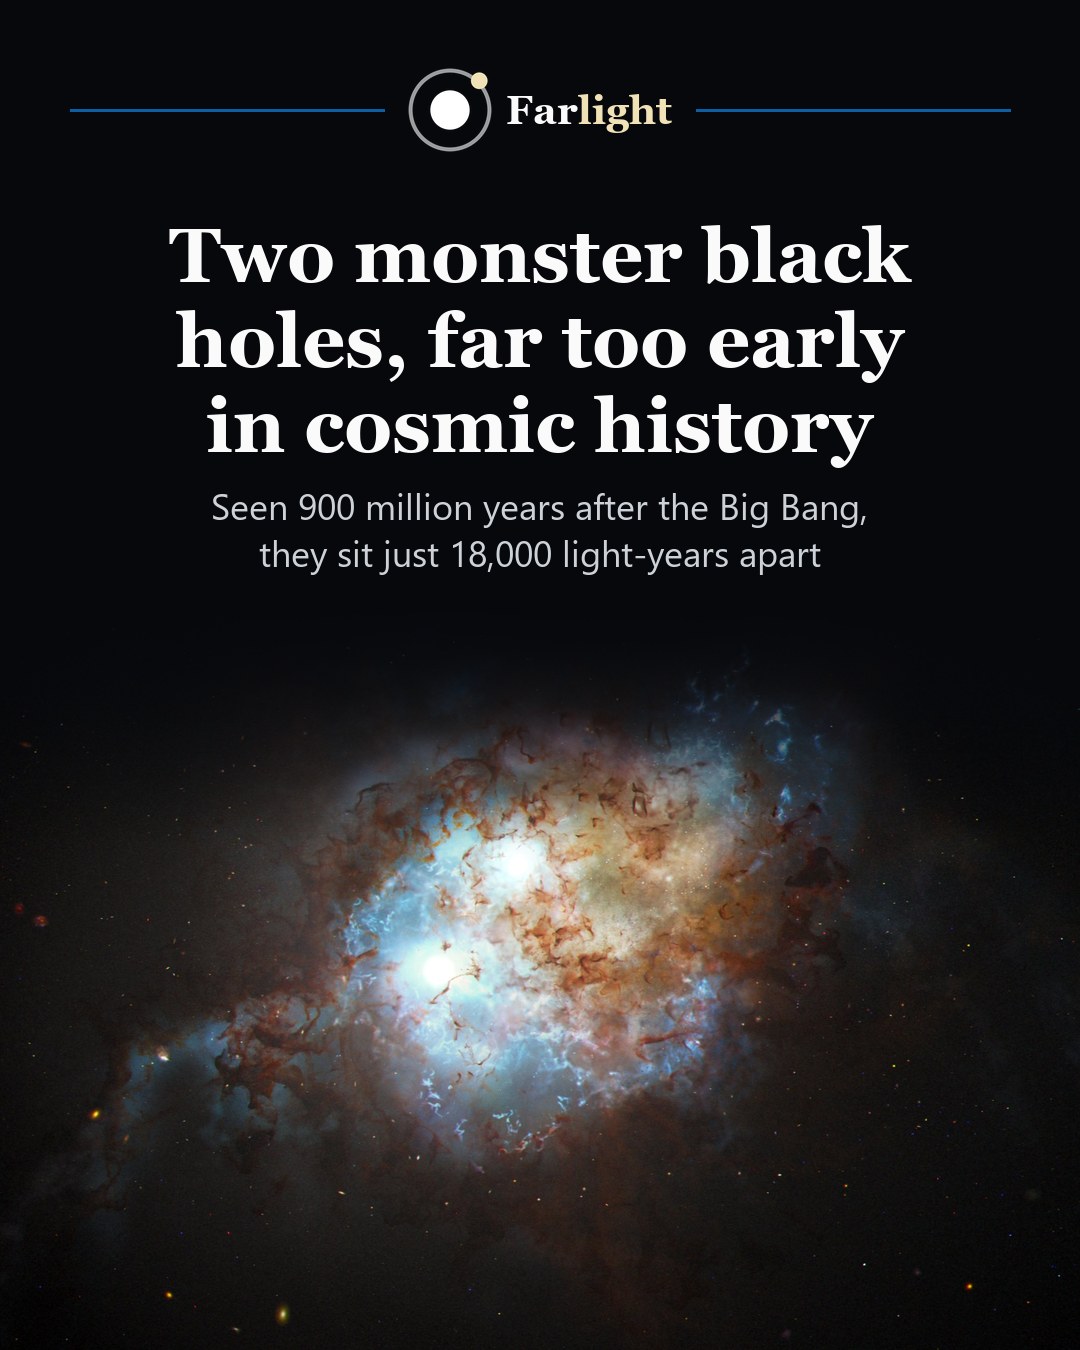 Farlight
Two monster black
holes, far too early
in cosmic history
Seen 900 million years after the Big Bang,
they sit just 18,000 light-years apart